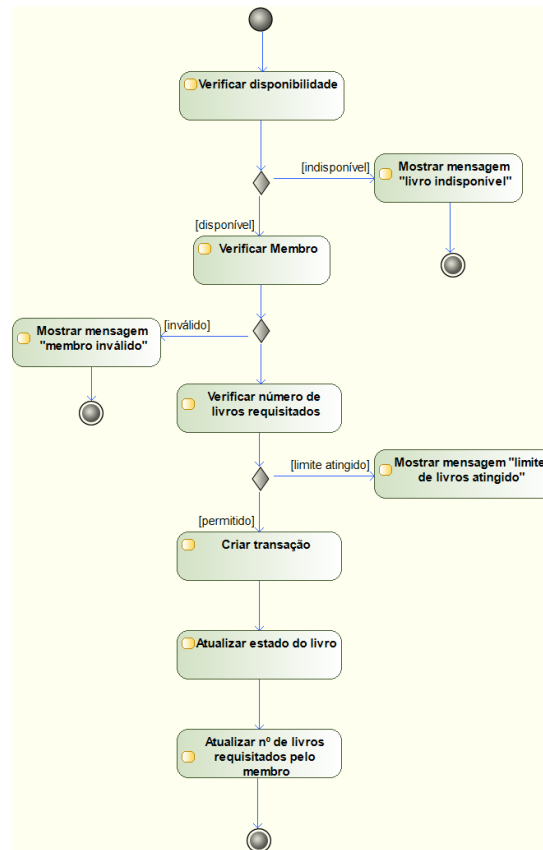 Verificar disponibilidade
[indisponível]
Mostrar mensagem
"livro indisponível"
[disponível]
Verificar Membro
[inválido]
Mostrar mensagem
"membro inválido"
Verificar número de
livros requisitados
[limite atingido]
Mostrar mensagem "limite
de livros atingido"
[permitido]
Criar transação
Atualizar estado do livro
Atualizar nº de livros
requisitados pelo
membro